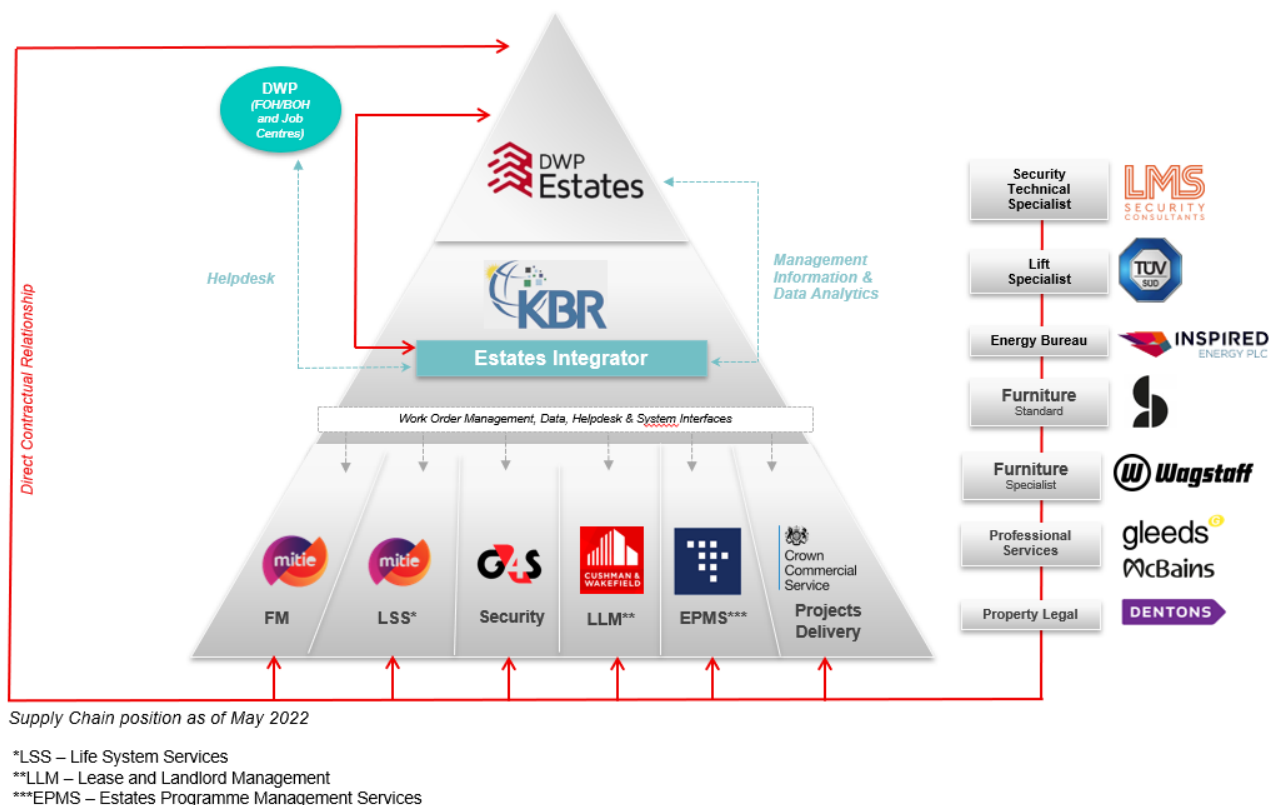 DWP
(FOH/BOH
and Job
Centres)
DWP
Estates
Helpdesk
Management
Information &
Data Analytics
Direct Contractual Relationship
KBR
Estates Integrator
Work Order Management, Data, Helpdesk & System Interfaces
mitie
FM
mitie
LSS*
G4S
Security
CUSHMAN &
WAKEFIELD
LLM**
EPMS***
Crown
Commercial
Service
Projects
Delivery
Security
Technical
Specialist
LMS
SECURITY
CONSULTANTS
Lift
Specialist
TÜV
SUD
Energy Bureau
INSPIRED
ENERGY PLC
Furniture
Standard
Furniture
Specialist
W Wagstaff
Professional
Services
gleeds
G
McBains
Property Legal
DENTONS
Supply Chain position as of May 2022
*LSS – Life System Services
**LLM – Lease and Landlord Management
***EPMS – Estates Programme Management Services